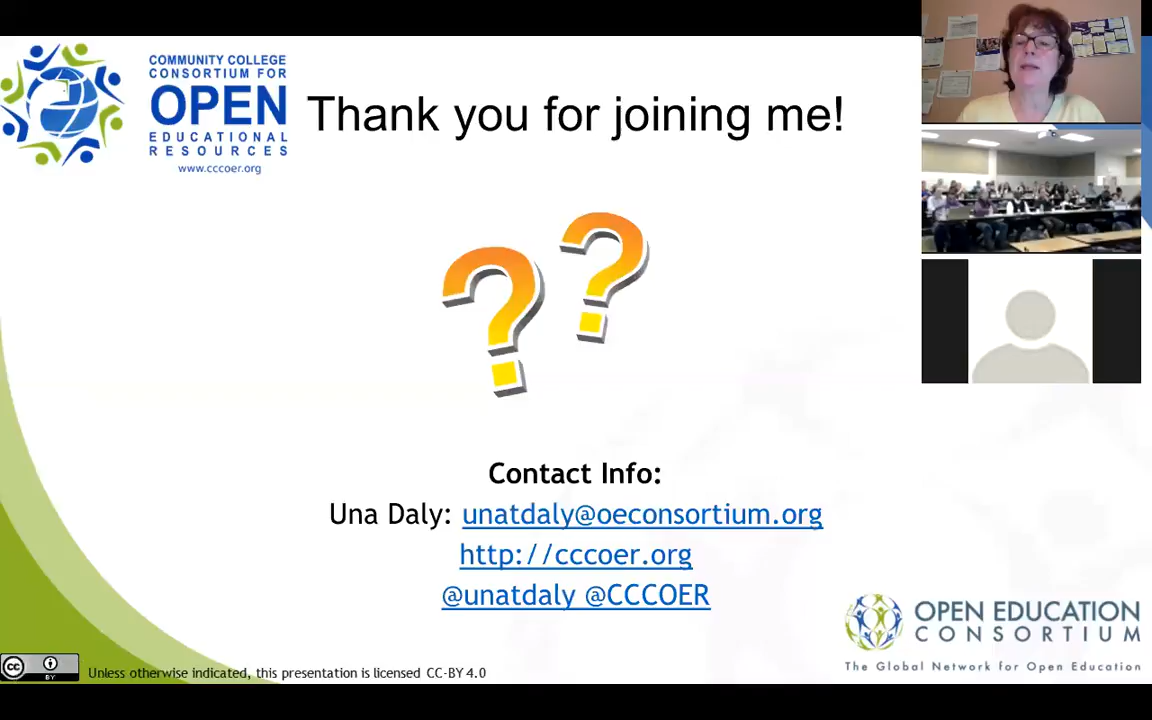 COMMUNITY COLLEGE
CONSORTIUM FOR
OPEN
EDUCATIONAL
RESOURCES
www.cccoer.org
Thank you for joining me!
??
Contact Info:
Una Daly: unatdaly@oeconsortium.org
http://cccoer.org
@unatdaly @CCCOER
OPEN EDUCATION
CONSORTIUM
The Global Network for Open Education
cc
BY
Unless otherwise indicated, this presentation is licensed CC-BY 4.0